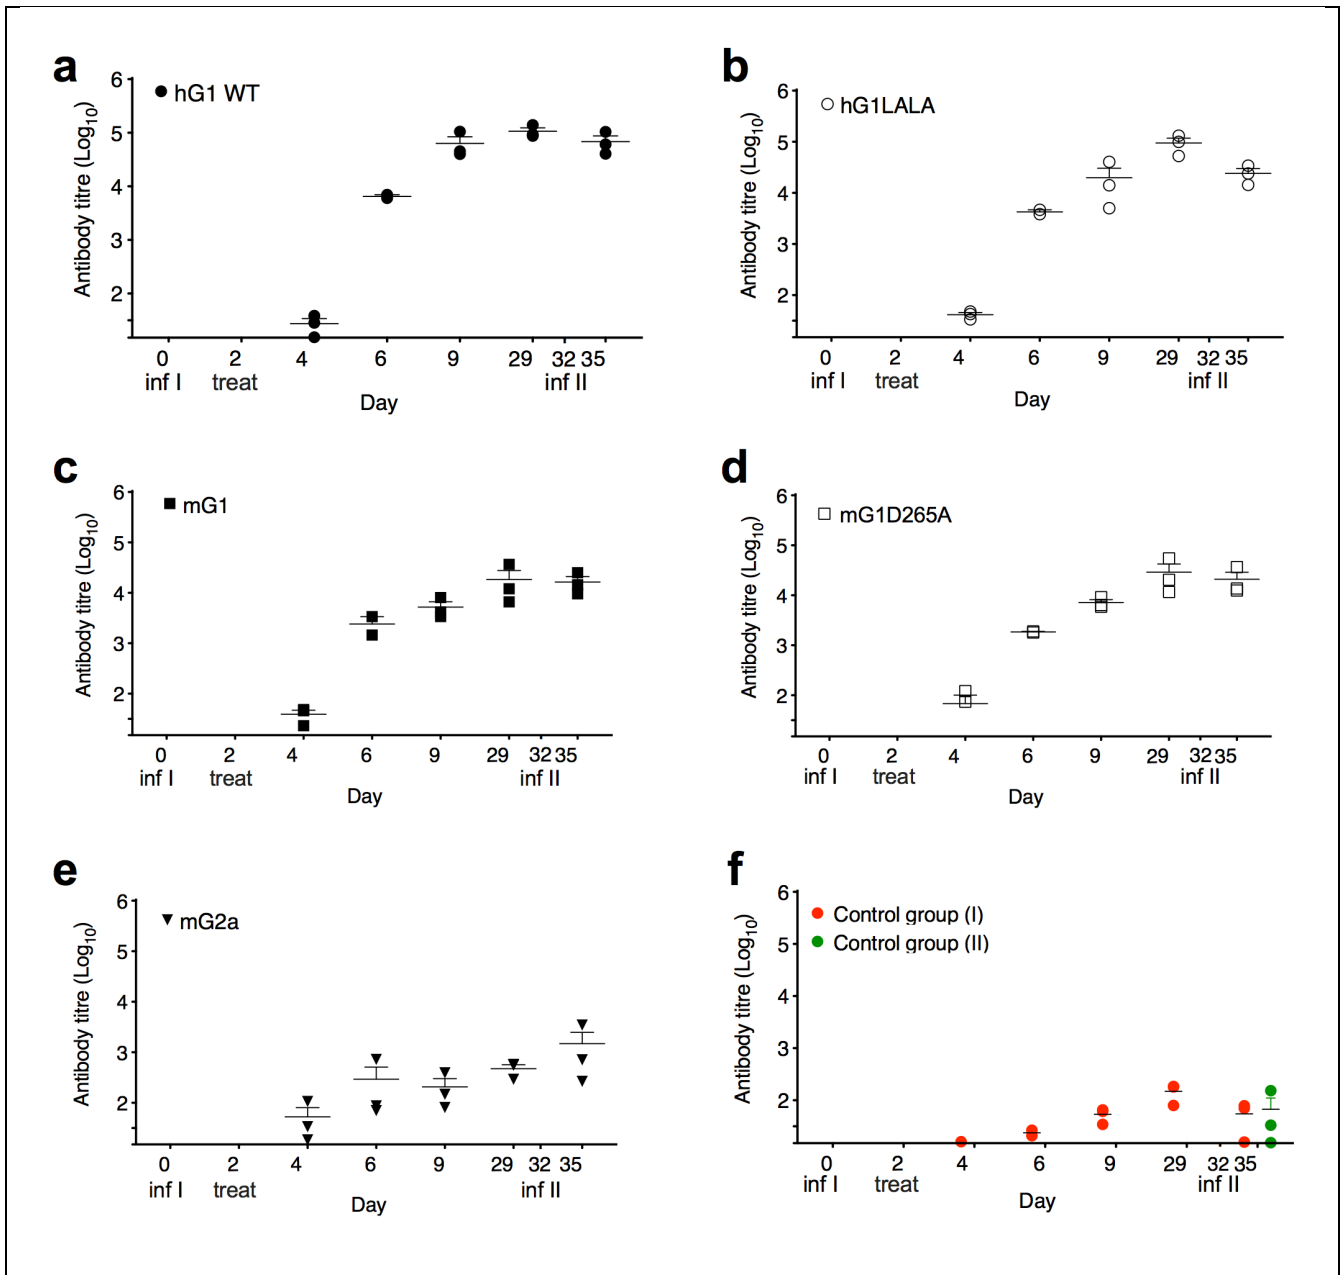 a
hG1 WT
Antibody titre (Log10)
6
5
4
3
2
0 2 4 6 9 29 32 35
inf I treat inf II
Day
b
hG1LALA
Antibody titre (Log10)
6
5
4
3
2
0 2 4 6 9 29 32 35
inf I treat inf II
Day
c
mG1
Antibody titre (Log10)
6
5
4
3
2
0 2 4 6 9 29 32 35
inf I treat inf II
Day
d
mG1D265A
Antibody titre (Log10)
6
5
4
3
2
0 2 4 6 9 29 32 35
inf I treat inf II
Day
e
mG2a
Antibody titre (Log10)
6
5
4
3
2
0 2 4 6 9 29 32 35
inf I treat inf II
Day
f
Control group (I)
Control group (II)
Antibody titre (Log10)
6
5
4
3
2
0 2 4 6 9 29 32 35
inf I treat inf II
Day